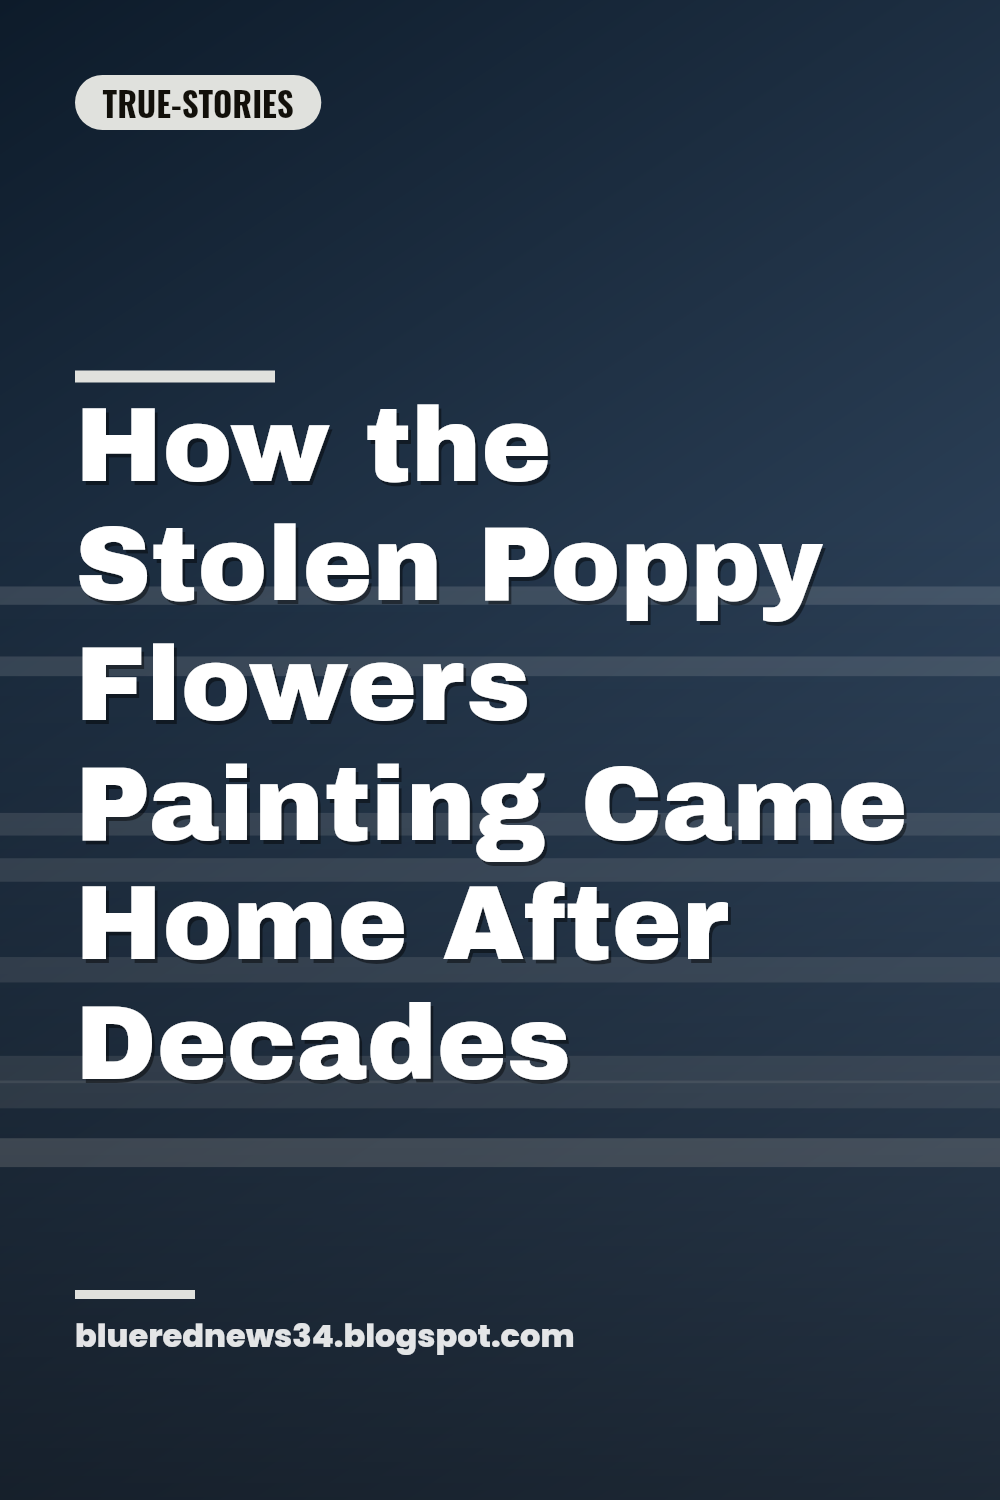 TRUE-STORIES
How the
Stolen Poppy
Flowers
Painting Came
Home After
Decades
bluerednews34.blogspot.com